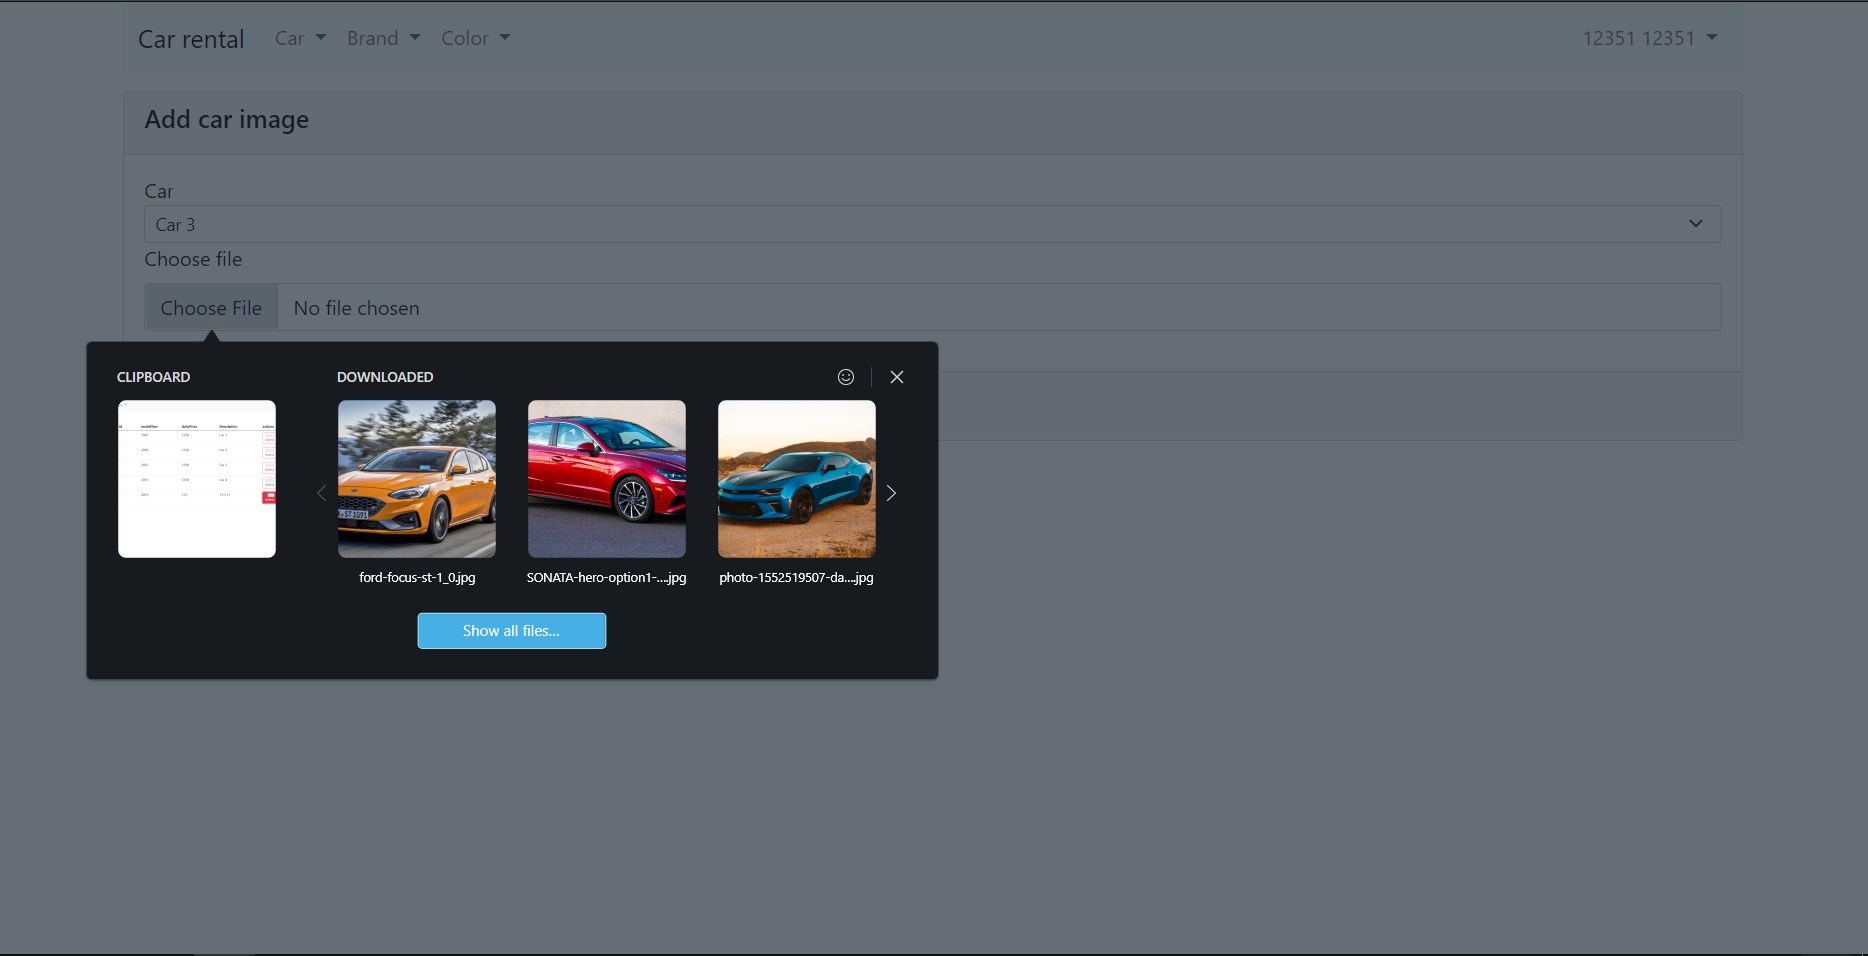 Car rental Car Brand Color 12351 12351
Add car image
Car
Car 3
Choose file
Choose File No file chosen
CLIPBOARD DOWNLOADED
ford-focus-st-1_0.jpg SONATA-hero-option1-....jpg photo-1552519507-da....jpg
Show all files...